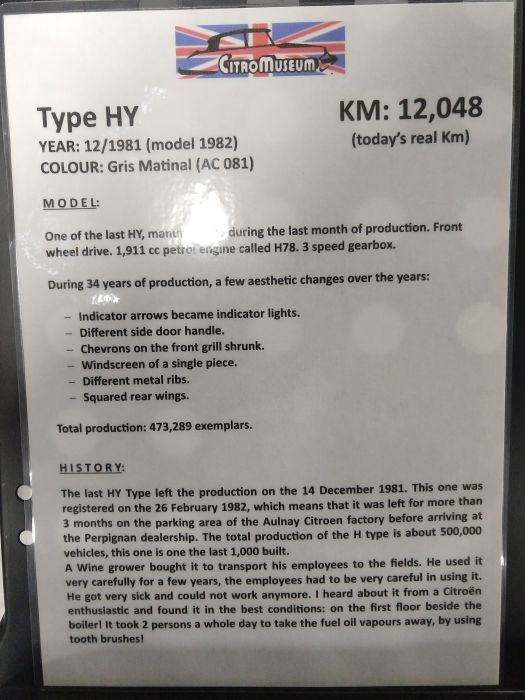 CITROMUSEUM
Type HY
KM: 12,048
YEAR: 12/1981 (model 1982)
(today's real Km)
COLOUR: Gris Matinal (AC 081)
MODEL:
One of the last HY, during the last month of production. Front
wheel drive. 1,911 cc petrol engine called H78. 3 speed gearbox.
During 34 years of production, a few aesthetic changes over the years:
- Indicator arrows became indicator lights.
- Different side door handle.
- Chevrons on the front grill shrunk.
- Windscreen of a single piece.
- Different metal ribs.
- Squared rear wings.
Total production: 473,289 exemplars.
HISTORY:
The last HY Type left the production on the 14 December 1981. This one was
registered on the 26 February 1982, which means that it was left for more than
3 months on the parking area of the Aulnay Citroen factory before arriving at
the Perpignan dealership. The total production of the H type is about 500,000
vehicles, this one is one the last 1,000 built.
A Wine grower bought it to transport his employees to the fields. He used it
very carefully for a few years, the employees had to be very careful in using it.
He got very sick and could not work anymore. I heard about it from a Citroën
enthusiastic and found it in the best conditions: on the first floor beside the
boiler! It took 2 persons a whole day to take the fuel oil vapours away, by using
tooth brushes!